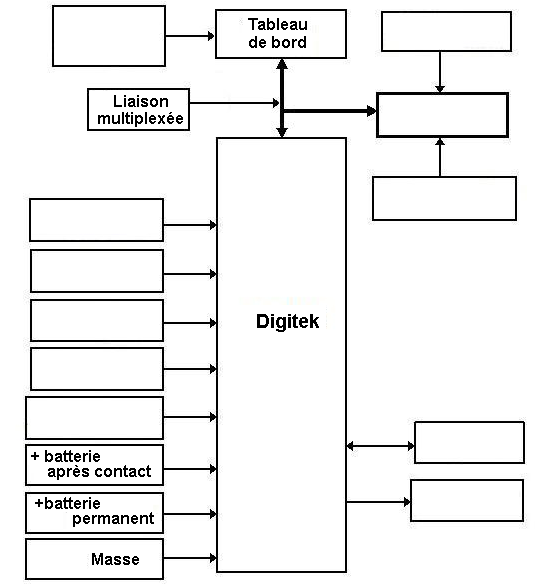 Tableau
de bord
Liaison
multiplexée
Digitek
+ batterie
après contact
+batterie
permanent
Masse